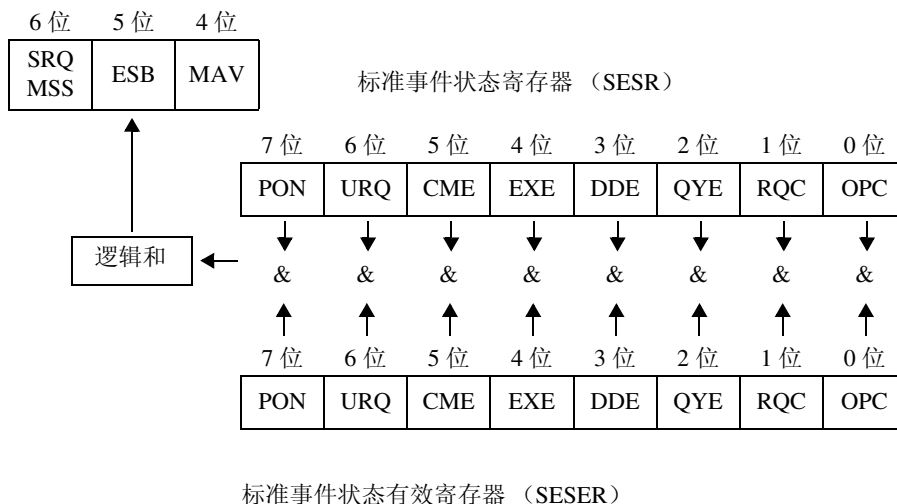 6 位 5 位 4 位
SRQ MSS ESB MAV
标准事件状态寄存器 （SESR）
7 位 6 位 5 位 4 位 3 位 2 位 1 位 0 位
PON URQ CME EXE DDE QYE RQC OPC
逻辑和
& & & & & & & &
7 位 6 位 5 位 4 位 3 位 2 位 1 位 0 位
PON URQ CME EXE DDE QYE RQC OPC
标准事件状态有效寄存器 （SESER）